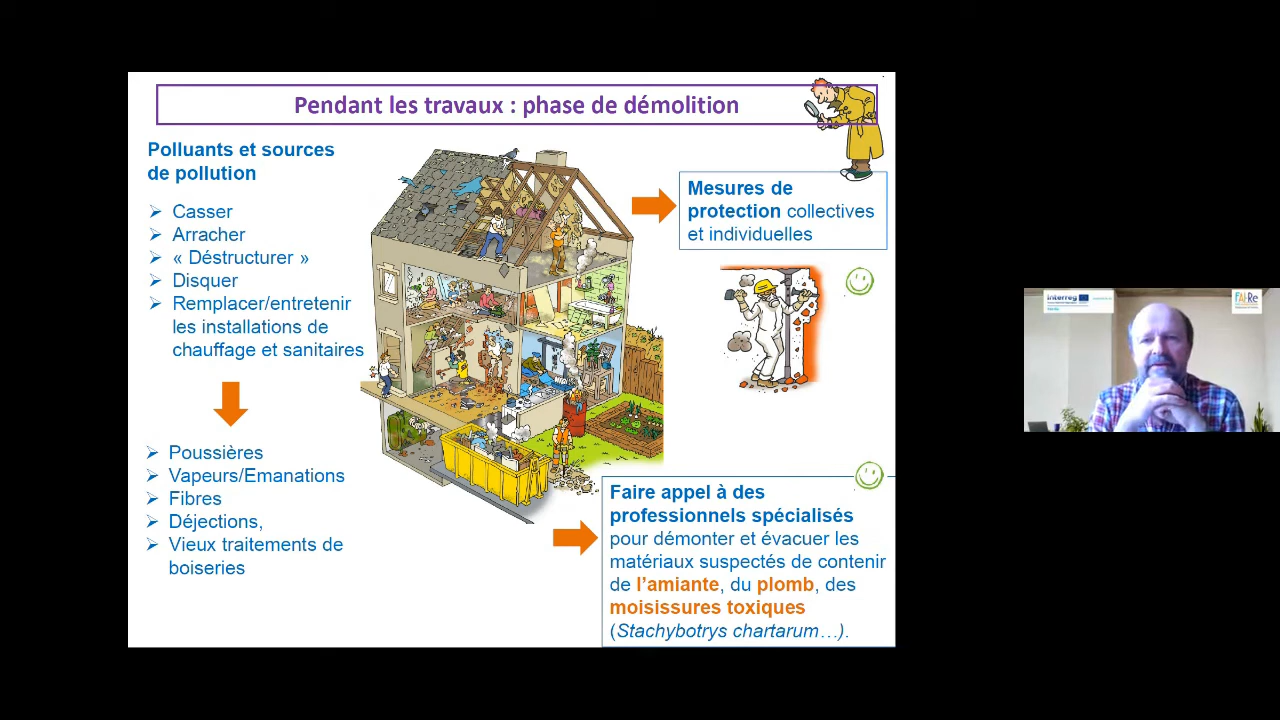 Pendant les travaux : phase de démolition
Polluants et sources
de pollution
Casser
Arracher
« Déstructurer »
Disquer
Remplacer/entretenir
les installations de
chauffage et sanitaires
Poussières
Vapeurs/Emanations
Fibres
Déjections,
Vieux traitements de
boiseries
Mesures de
protection collectives
et individuelles
Faire appel à des
professionnels spécialisés
pour démonter et évacuer les
matériaux suspectés de contenir
de l’amiante, du plomb, des
moisissures toxiques
(Stachybotrys chartarum…).
Interreg